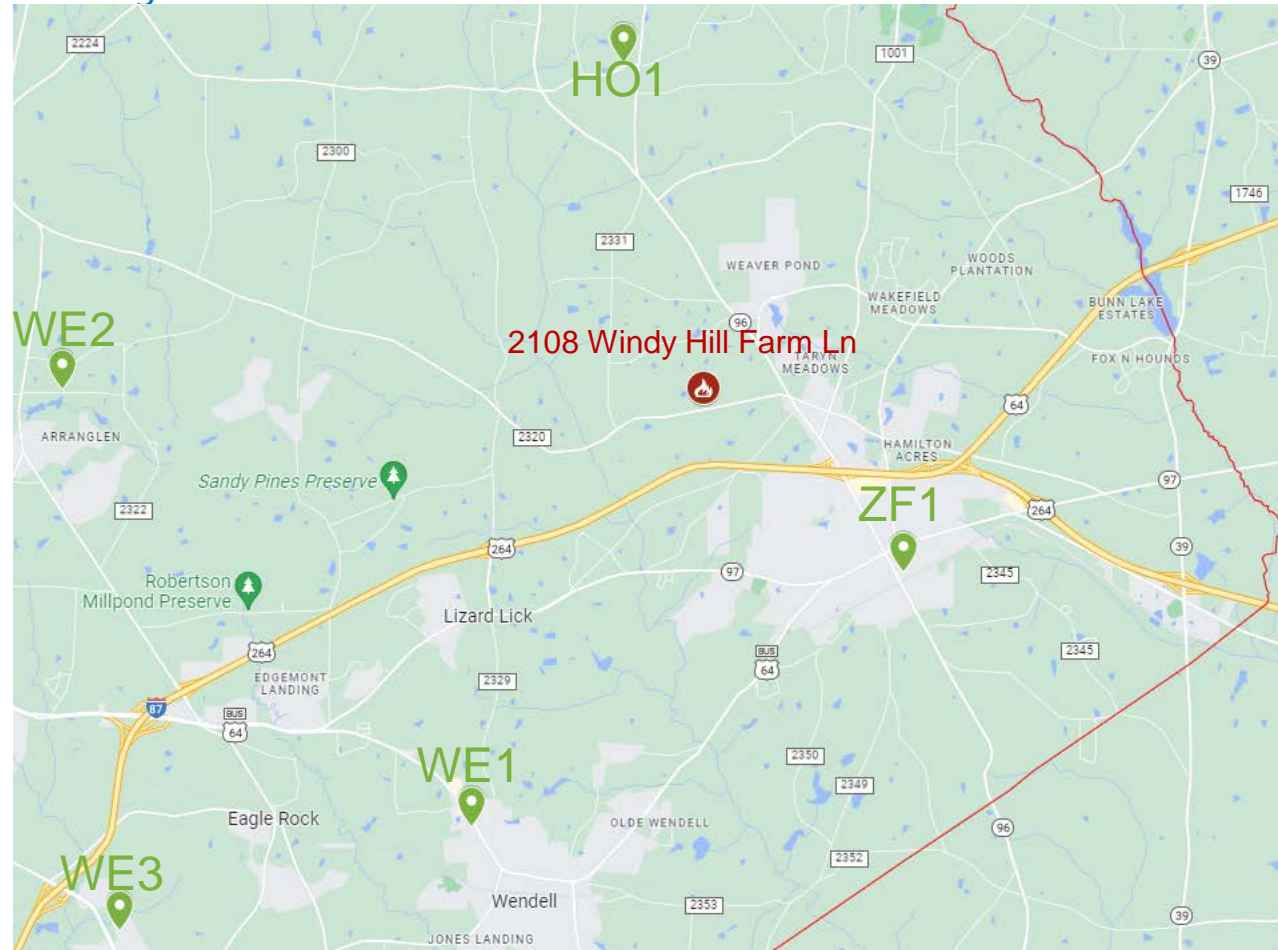 2224
HO1
1001
39
2300
1746
2331
WEAVER POND
WOODS
PLANTATION
WAKEFIELD
MEADOWS
BUNN LAKE
ESTATES
WE2
96
2108 Windy Hill Farm Ln
TARYN
MEADOWS
FOX N HOUNDS
64
ARRANGLEN
2320
HAMILTON
ACRES
Sandy Pines Preserve
97
2322
ZF1
264
264
39
97
2345
Robertson
Millpond Preserve
Lizard Lick
264
2345
BUS
64
EDGEMONT
LANDING
2329
87
BUS
64
WE1
2350
2349
Eagle Rock
OLDE WENDELL
96
2352
WE3
Wendell
2353
39
JONES LANDING